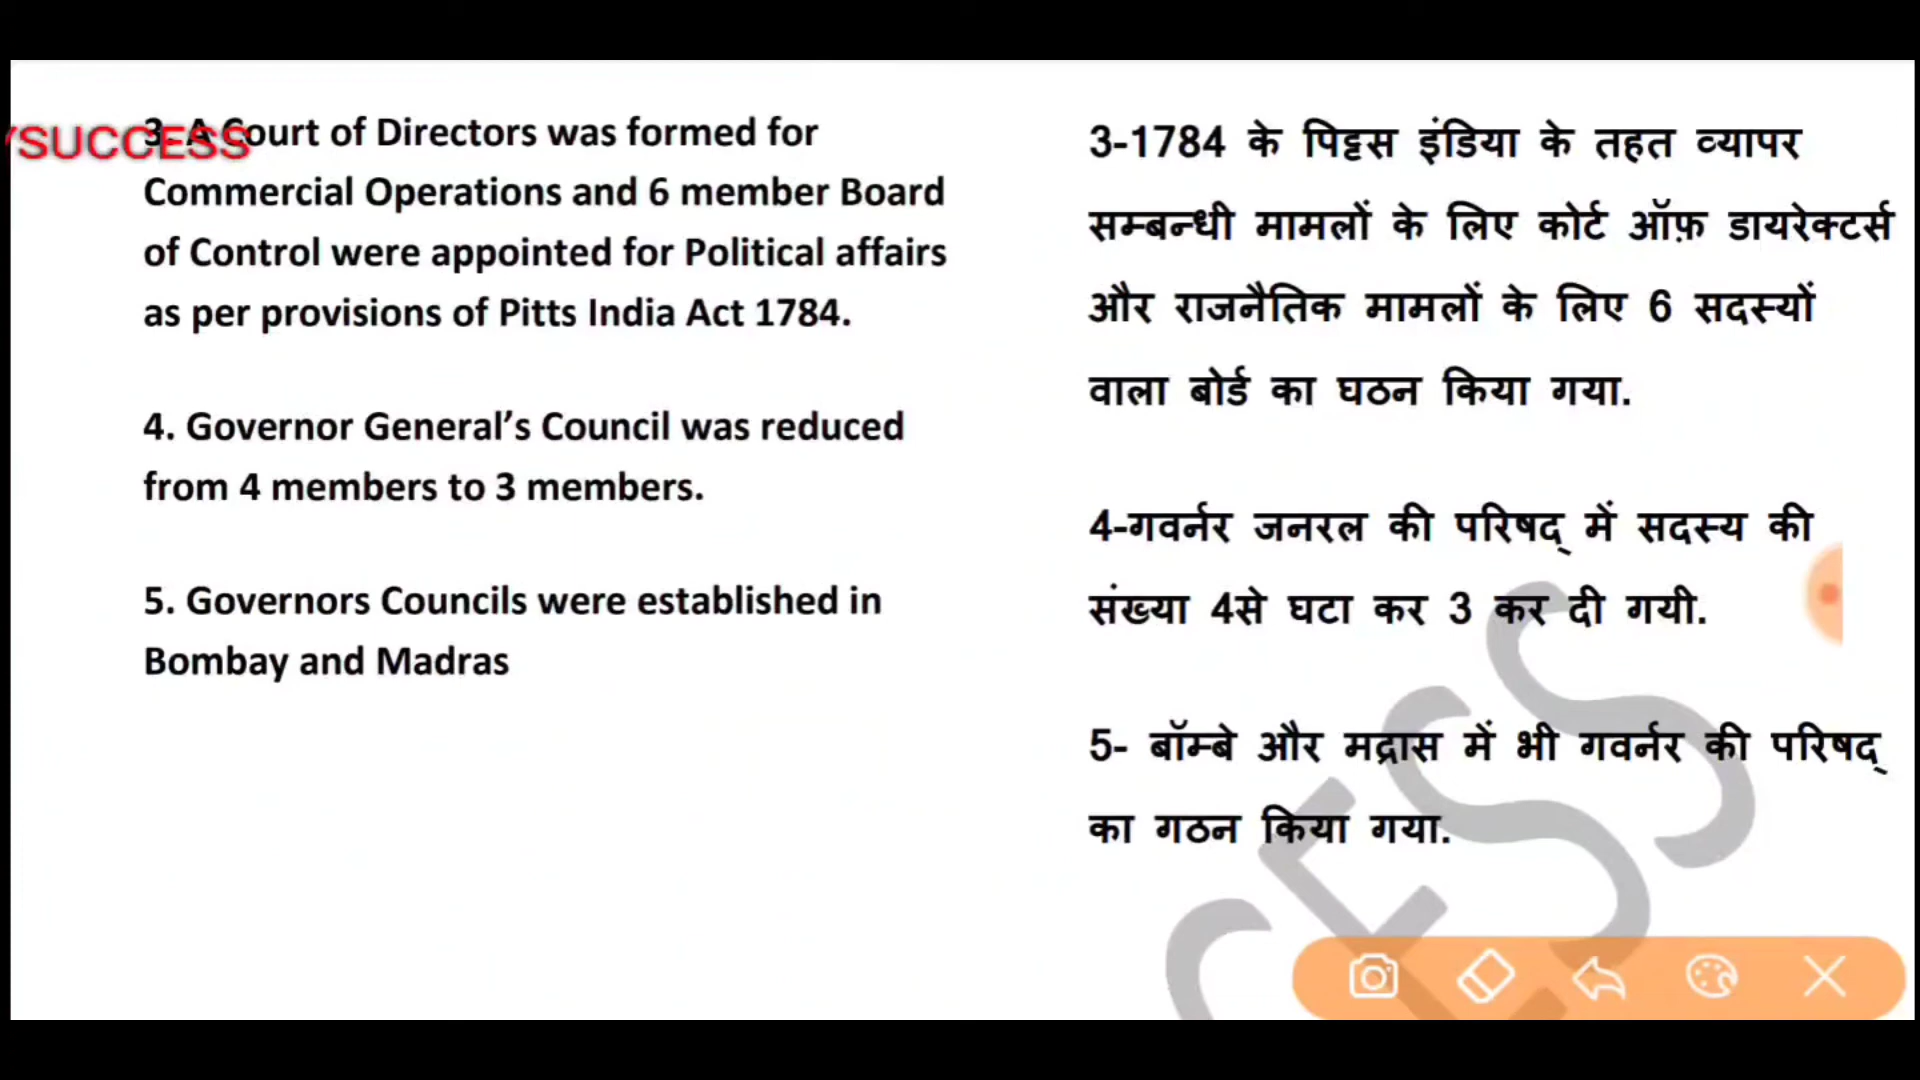 3. A Court of Directors was formed for
Commercial Operations and 6 member Board
of Control were appointed for Political affairs
as per provisions of Pitts India Act 1784.
4. Governor General’s Council was reduced
from 4 members to 3 members.
5. Governors Councils were established in
Bombay and Madras
3-1784 के पिट्टस इंडिया के तहत व्यापर
सम्बन्धी मामलों के लिए कोर्ट ऑफ़ डायरेक्टर्स
और राजनैतिक मामलों के लिए 6 सदस्यों
वाला बोर्ड का घठन किया गया.
4-गवर्नर जनरल की परिषद् में सदस्य की
संख्या 4से घटा कर 3 कर दी गयी.
5- बॉम्बे और मद्रास में भी गवर्नर की परिषद्
का गठन किया गया.
SUCCESS
CESS